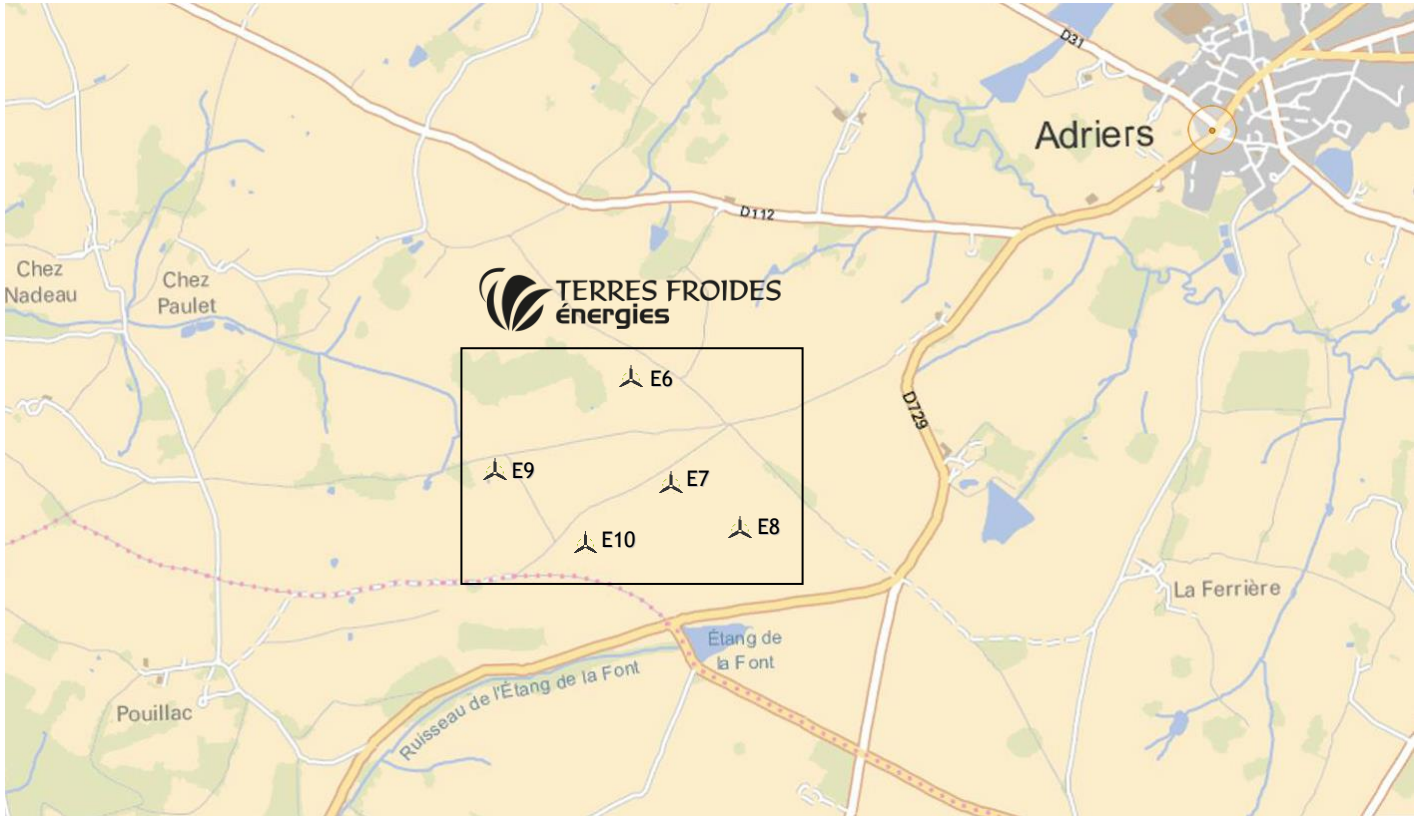 D31
Adriers
D112
Chez
Nadeau
Chez
Paulet
TERRES FROIDES
énergies
E6
D729
E9
E7
E8
E10
La Ferrière
Étang de
la Font
Ruisseau de l'Étang de la Font
Pouillac